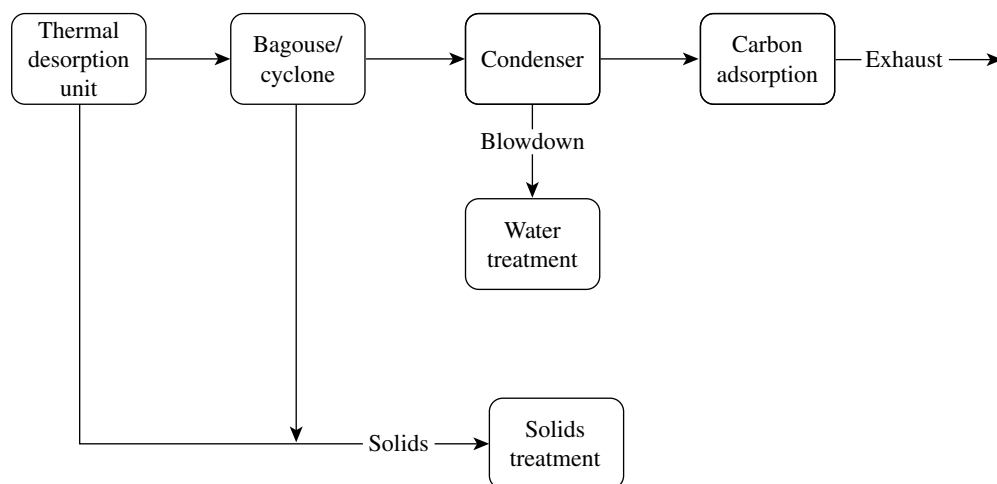 Thermal
desorption
unit
Bagouse/
cyclone
Condenser
Carbon
adsorption
Exhaust
Blowdown
Water
treatment
Solids
Solids
treatment